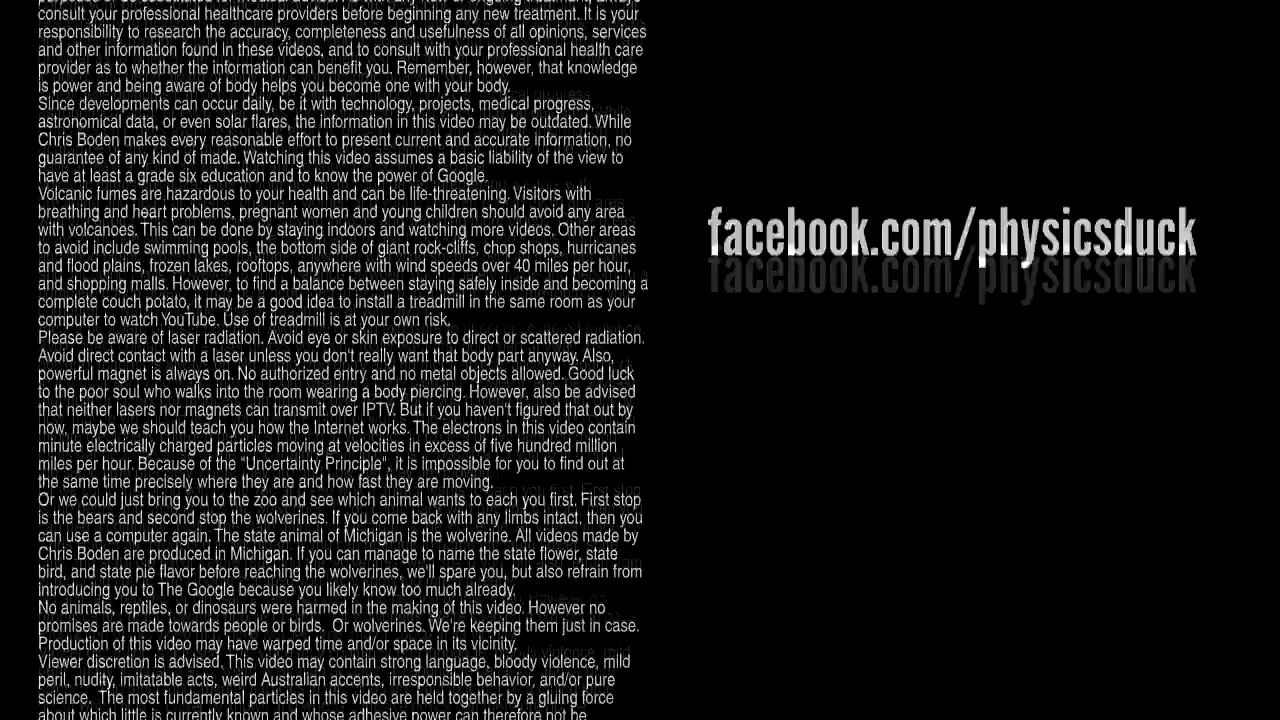 consult your professional healthcare providers before beginning any new treatment. It is your
responsibility to research the accuracy, completeness and usefulness of all opinions, services
and other information found in these videos, and to consult with your professional health care
provider as to whether the information can benefit you. Remember, however, that knowledge
is power and being aware of body helps you become one with your body.
Since developments can occur daily, be it with technology, projects, medical progress,
astronomical data, or even solar flares, the information in this video may be outdated. While
Chris Boden makes every reasonable effort to present current and accurate information, no
guarantee of any kind of made. Watching this video assumes a basic liability of the view to
have at least a grade six education and to know the power of Google.
Volcanic fumes are hazardous to your health and can be life-threatening. Visitors with
breathing and heart problems, pregnant women and young children should avoid any area
with volcanoes. This can be done by staying indoors and watching more videos. Other areas
to avoid include swimming pools, the bottom side of giant rock-cliffs, chop shops, hurricanes
and flood plains, frozen lakes, rooftops, anywhere with wind speeds over 40 miles per hour,
and shopping malls. However, to find a balance between staying safely inside and becoming a
complete couch potato, it may be a good idea to install a treadmill in the same room as your
computer to watch YouTube. Use of treadmill is at your own risk.
Please be aware of laser radiation. Avoid eye or skin exposure to direct or scattered radiation.
Avoid direct contact with a laser unless you don't really want that body part anyway. Also,
powerful magnet is always on. No authorized entry and no metal objects allowed. Good luck
to the poor soul who walks into the room wearing a body piercing. However, also be advised
that neither lasers nor magnets can transmit over IPTV. But if you haven't figured that out by
now, maybe we should teach you how the Internet works. The electrons in this video contain
minute electrically charged particles moving at velocities in excess of five hundred million
miles per hour. Because of the "Uncertainty Principle", it is impossible for you to find out at
the same time precisely where they are and how fast they are moving.
Or we could just bring you to the zoo and see which animal wants to each you first. First stop
is the bears and second stop the wolverines. If you come back with any limbs intact, then you
can use a computer again. The state animal of Michigan is the wolverine. All videos made by
Chris Boden are produced in Michigan. If you can manage to name the state flower, state
bird, and state pie flavor before reaching the wolverines, we'll spare you, but also refrain from
introducing you to The Google because you likely know too much already.
No animals, reptiles, or dinosaurs were harmed in the making of this video. However no
promises are made towards people or birds. Or wolverines. We're keeping them just in case.
Production of this video may have warped time and/or space in its vicinity.
Viewer discretion is advised. This video may contain strong language, bloody violence, mild
peril, nudity, imitatable acts, weird Australian accents, irresponsible behavior, and/or pure
science. The most fundamental particles in this video are held together by a gluing force
about which little is currently known and whose adhesive power can therefore not be
facebook.com/physicsduck